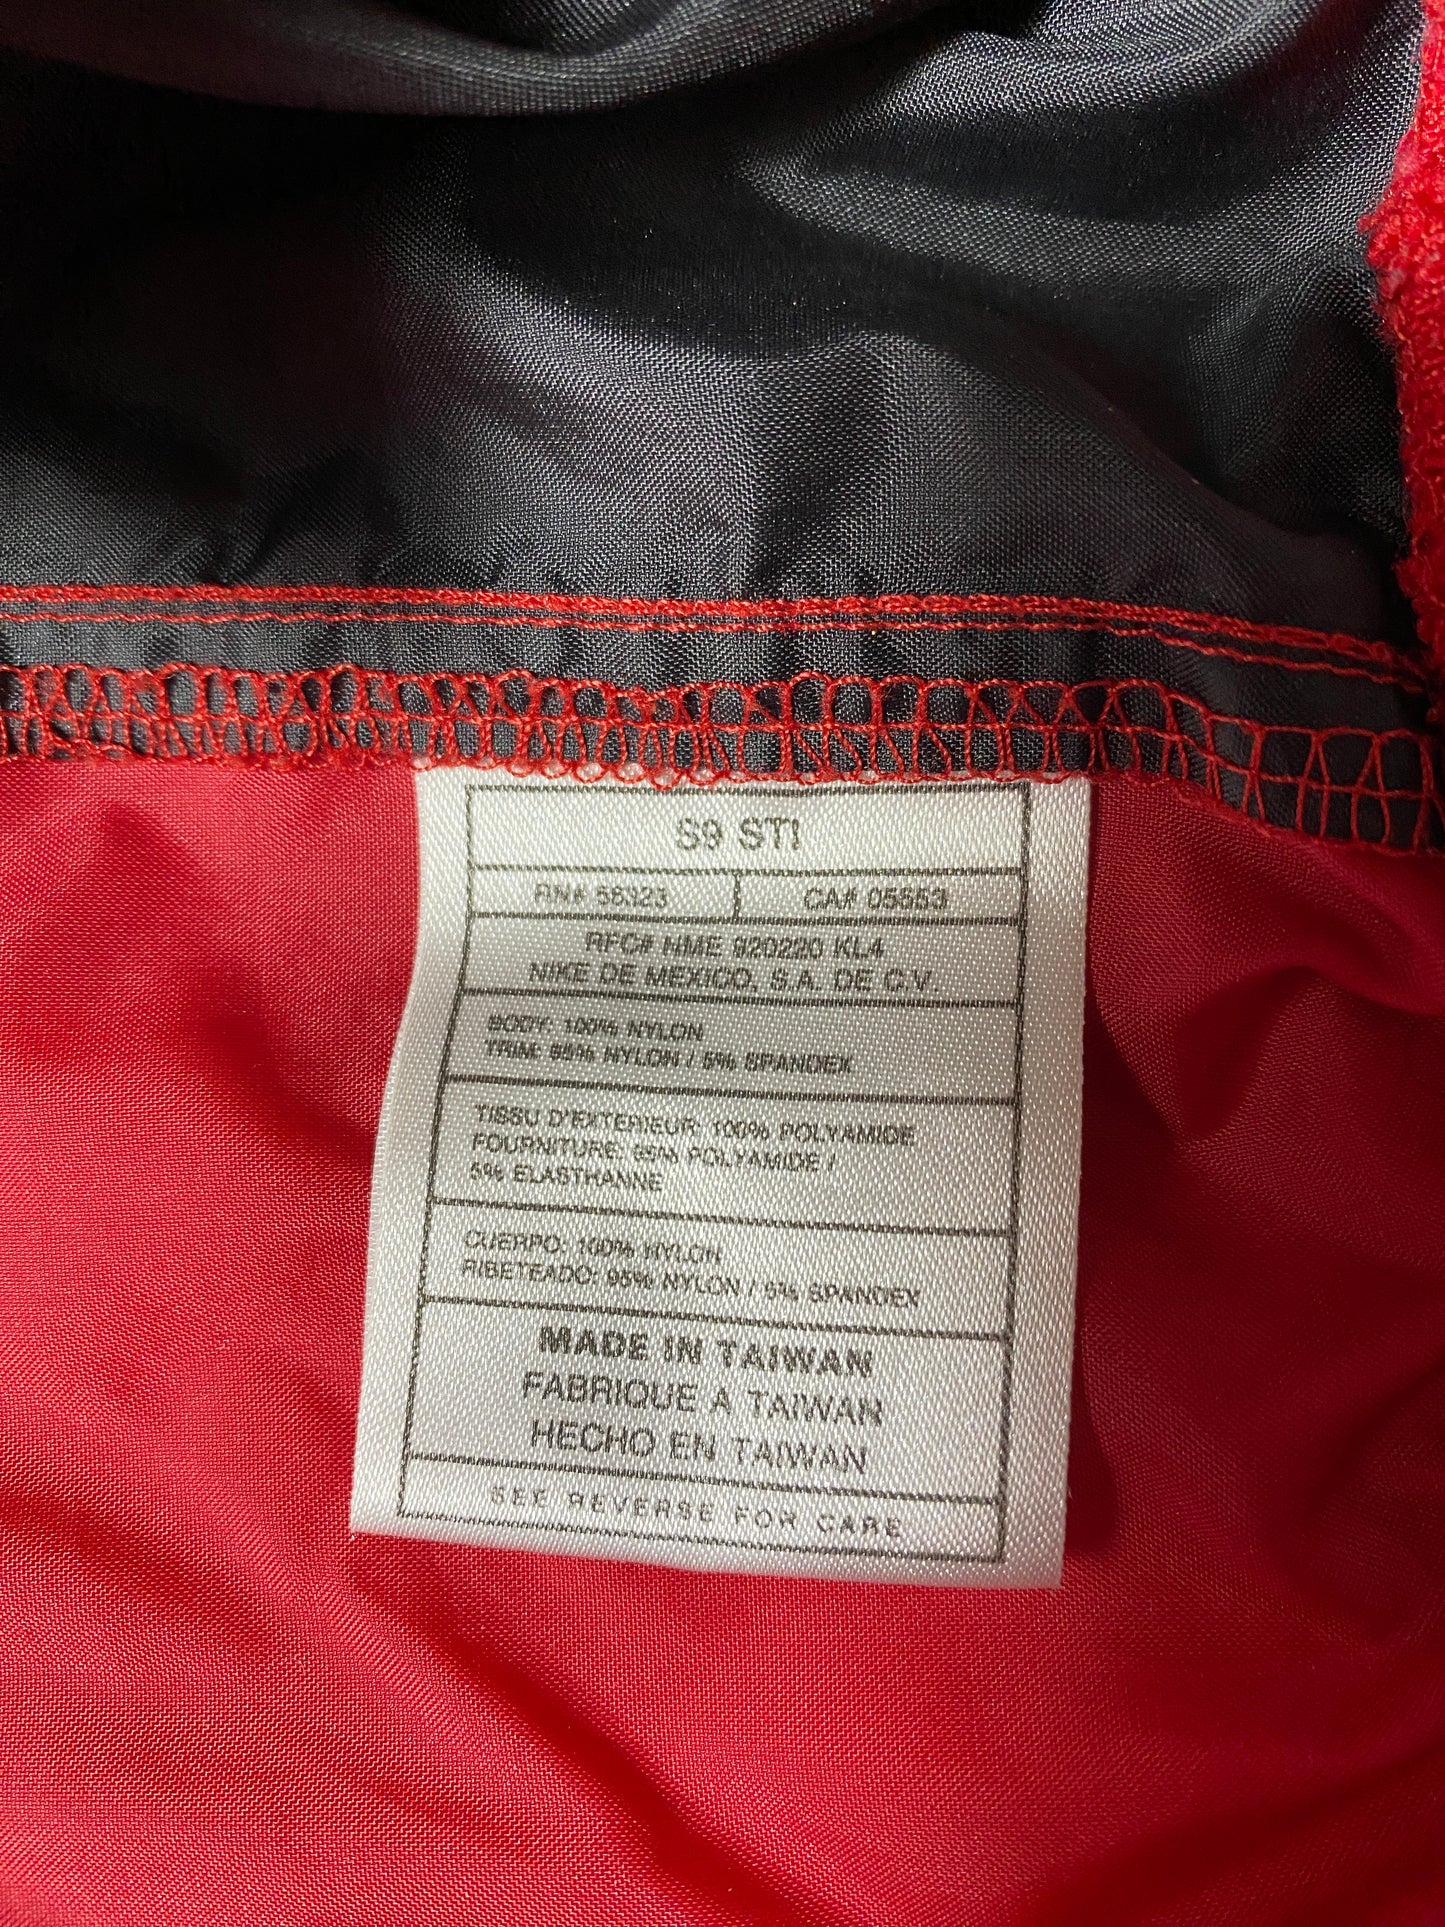 S9 STI
RN# 56323 CA# 05553
RFC# NME 920220 KL4
NIKE DE MEXICO, S.A. DE C.V
BODY: 100% NYLON
TRIM: 95% NYLON / 5% SPANDEX
TISSU D'EXTERIEUR: 100% POLYAMIDE
FOURNITURE: 95% POLYAMIDE /
5% ELASTHANNE
CUERPO: 100% NYLON
RIBETEADO: 95% NYLON / 5% SPANDEX
MADE IN TAIWAN
FABRIQUE A TAIWAN
HECHO EN TAIWAN
SEE REVERSE FOR CARE